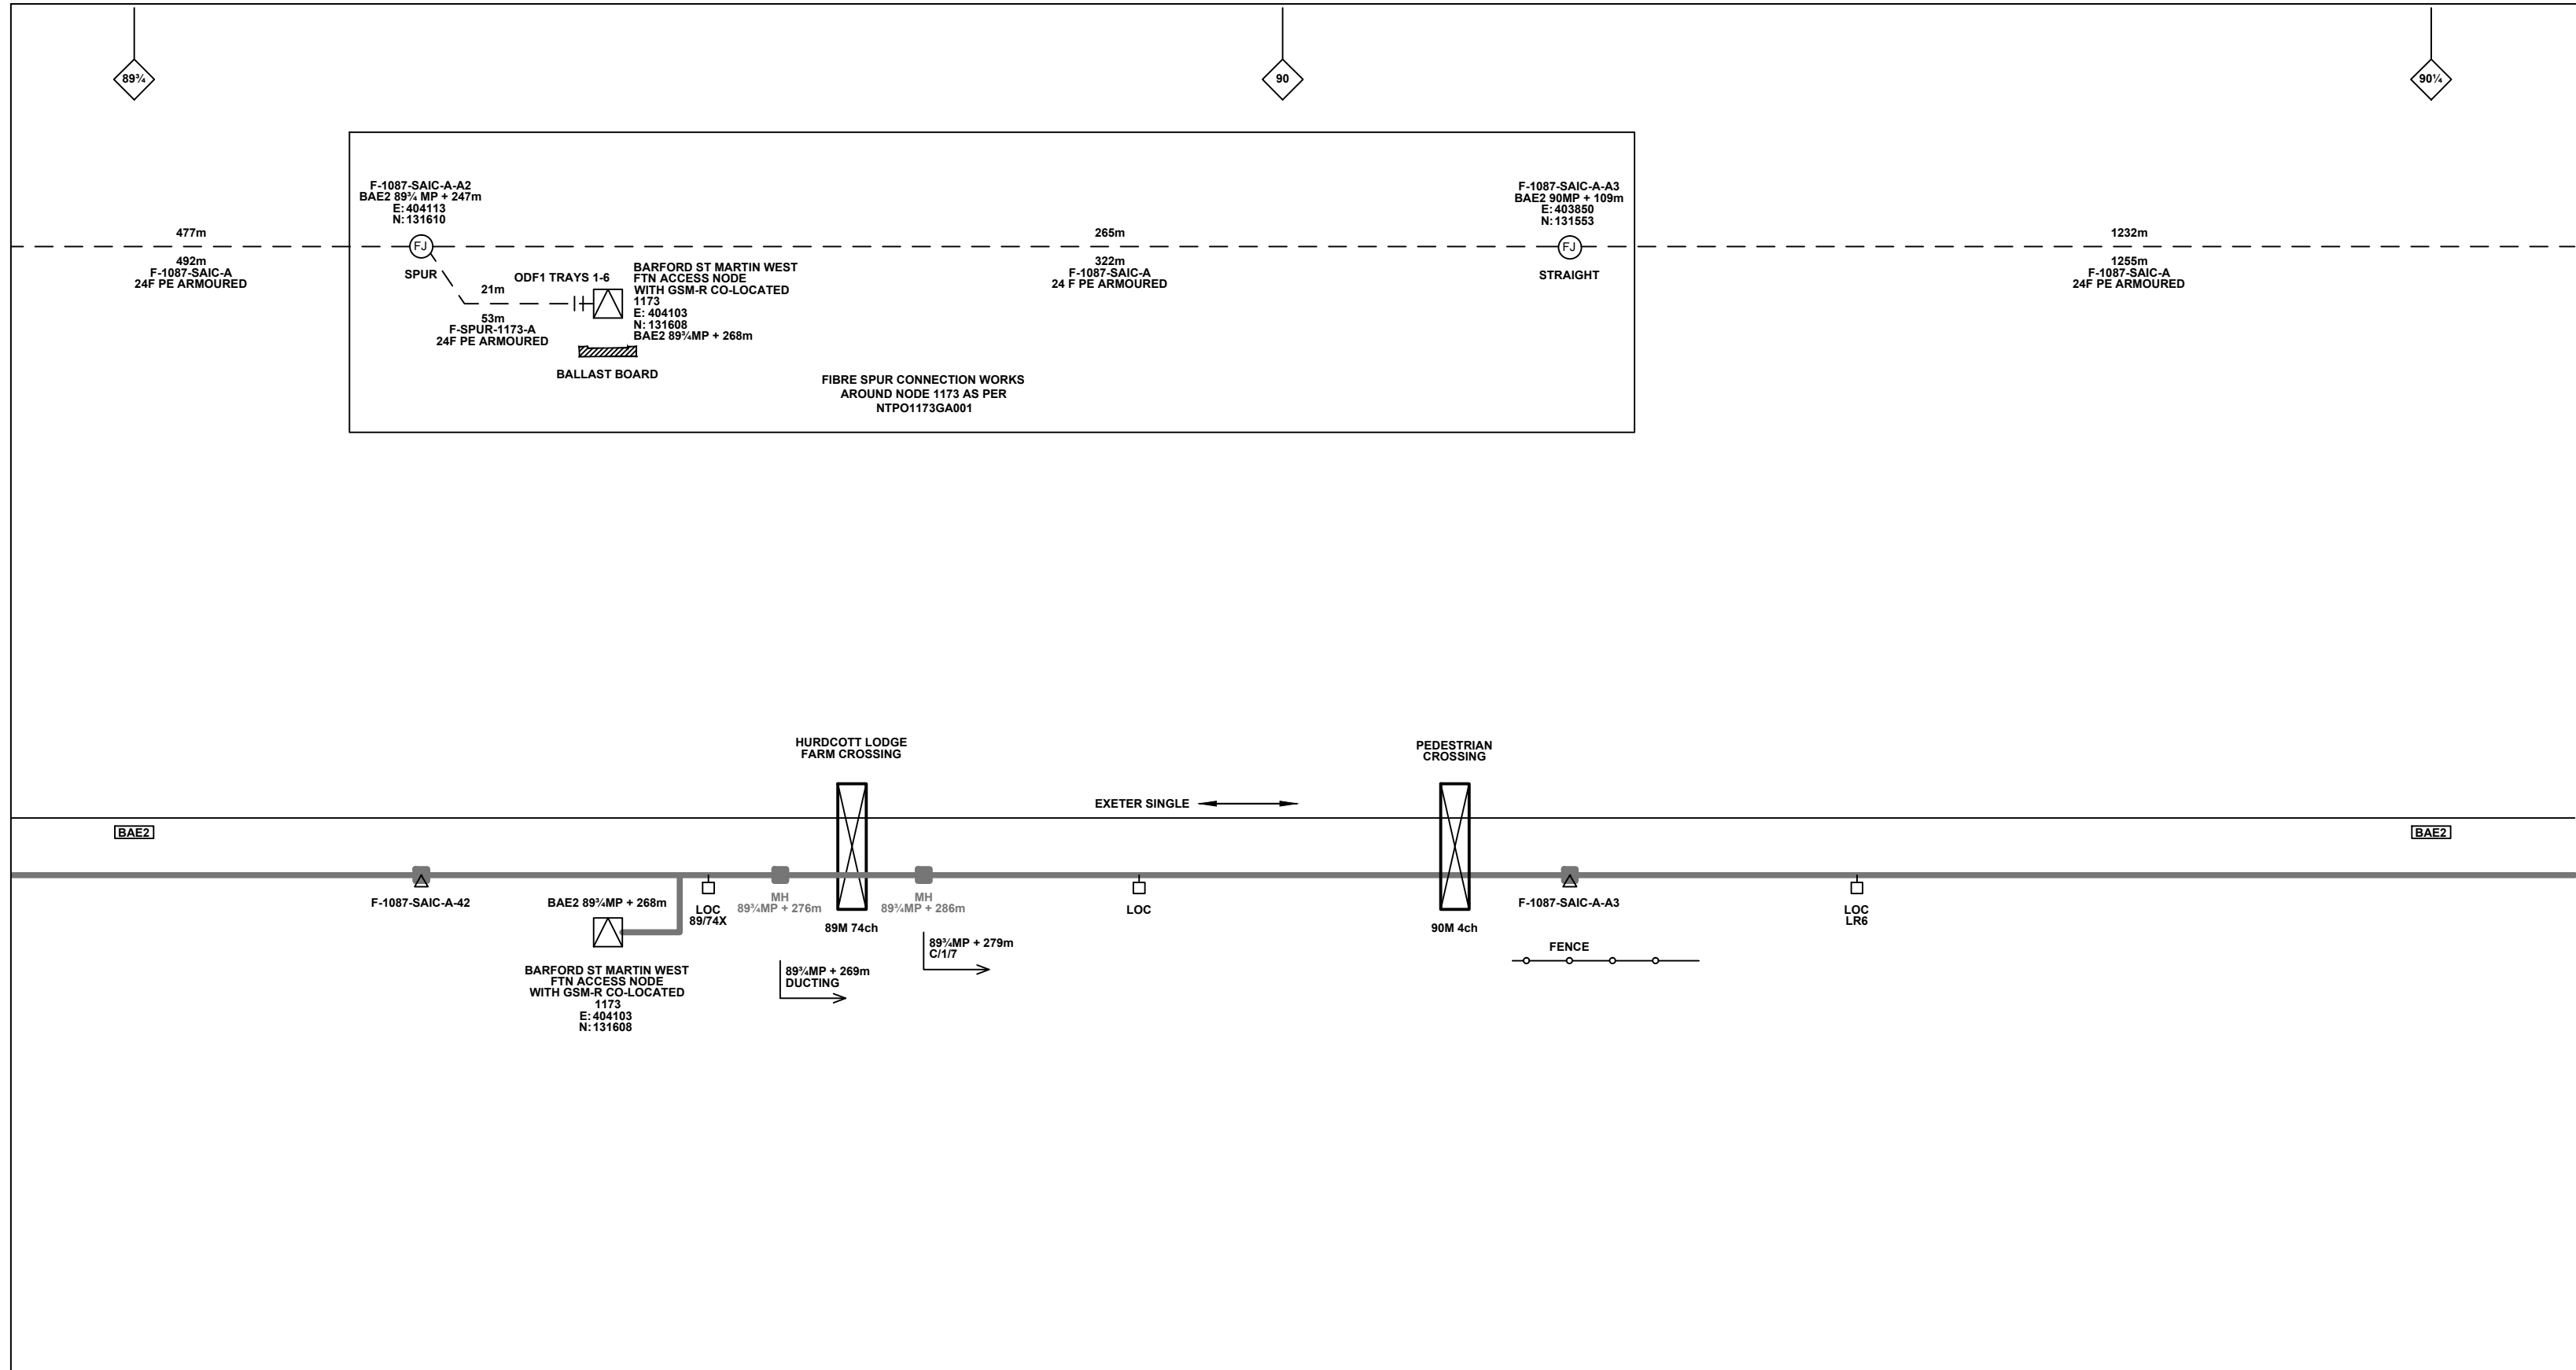 89¾
90
90¼
F-1087-SAIC-A-A2
BAE2 89¾ MP + 247m
E: 404113
N: 131610
F-1087-SAIC-A-A3
BAE2 90MP + 109m
E: 403850
N: 131553
477m
492m
F-1087-SAIC-A
24F PE ARMOURED
FJ
SPUR
265m
322m
F-1087-SAIC-A
24 F PE ARMOURED
FJ
STRAIGHT
1232m
1255m
F-1087-SAIC-A
24F PE ARMOURED
ODF1 TRAYS 1-6
21m
53m
F-SPUR-1173-A
24F PE ARMOURED
BARFORD ST MARTIN WEST
FTN ACCESS NODE
WITH GSM-R CO-LOCATED
1173
E: 404103
N: 131608
BAE2 89¾MP + 268m
BALLAST BOARD
FIBRE SPUR CONNECTION WORKS
AROUND NODE 1173 AS PER
NTPO1173GA001
HURDCOTT LODGE
FARM CROSSING
PEDESTRIAN
CROSSING
EXETER SINGLE
BAE2
BAE2
F-1087-SAIC-A-42
BAE2 89¾MP + 268m
LOC
89/74X
MH
89¾MP + 276m
MH
89¾MP + 286m
LOC
F-1087-SAIC-A-A3
LOC
LR6
89M 74ch
90M 4ch
89¾MP + 279m
C/1/7
FENCE
89¾MP + 269m
DUCTING
BARFORD ST MARTIN WEST
FTN ACCESS NODE
WITH GSM-R CO-LOCATED
1173
E: 404103
N: 131608